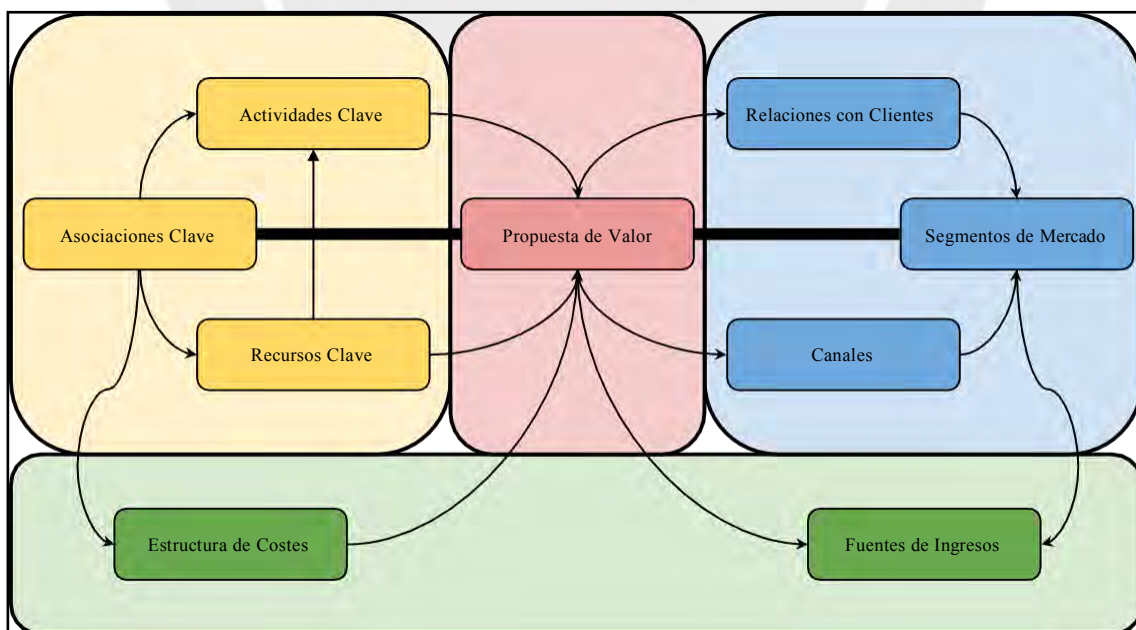 Actividades Clave
Relaciones con Clientes
Asociaciones Clave
Propuesta de Valor
Segmentos de Mercado
Recursos Clave
Canales
Estructura de Costes
Fuentes de Ingresos